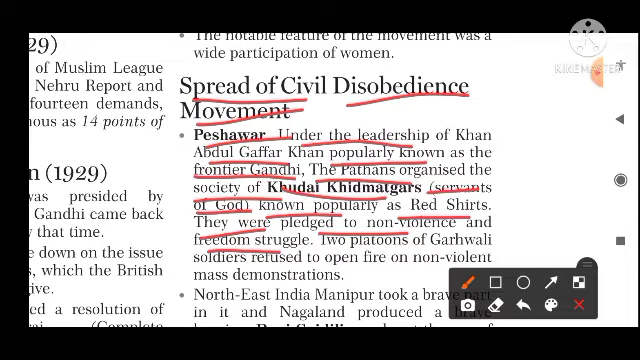 29)
of Muslim League
Nehru Report and
fourteen demands,
nous as 14 points of
n (1929)
was presided by
Gandhi came back
y that time.
e down on the issue
s, which the British
give.
ed a resolution of
(Complete
The notable feature of the movement was a
wide participation of women.
Spread of Civil Disobedience
Movement
• Peshawar Under the leadership of Khan
Abdul Gaffar Khan popularly known as the
frontier Gandhi, The Pathans organised the
society of Khudai Khidmatgars (servants
of God) known popularly as Red Shirts.
They were pledged to non-violence and
freedom struggle. Two platoons of Garhwali
soldiers refused to open fire on non-violent
mass demonstrations.
• North-East India Manipur took a brave part
in it and Nagaland produced a brave
KINEMASTER